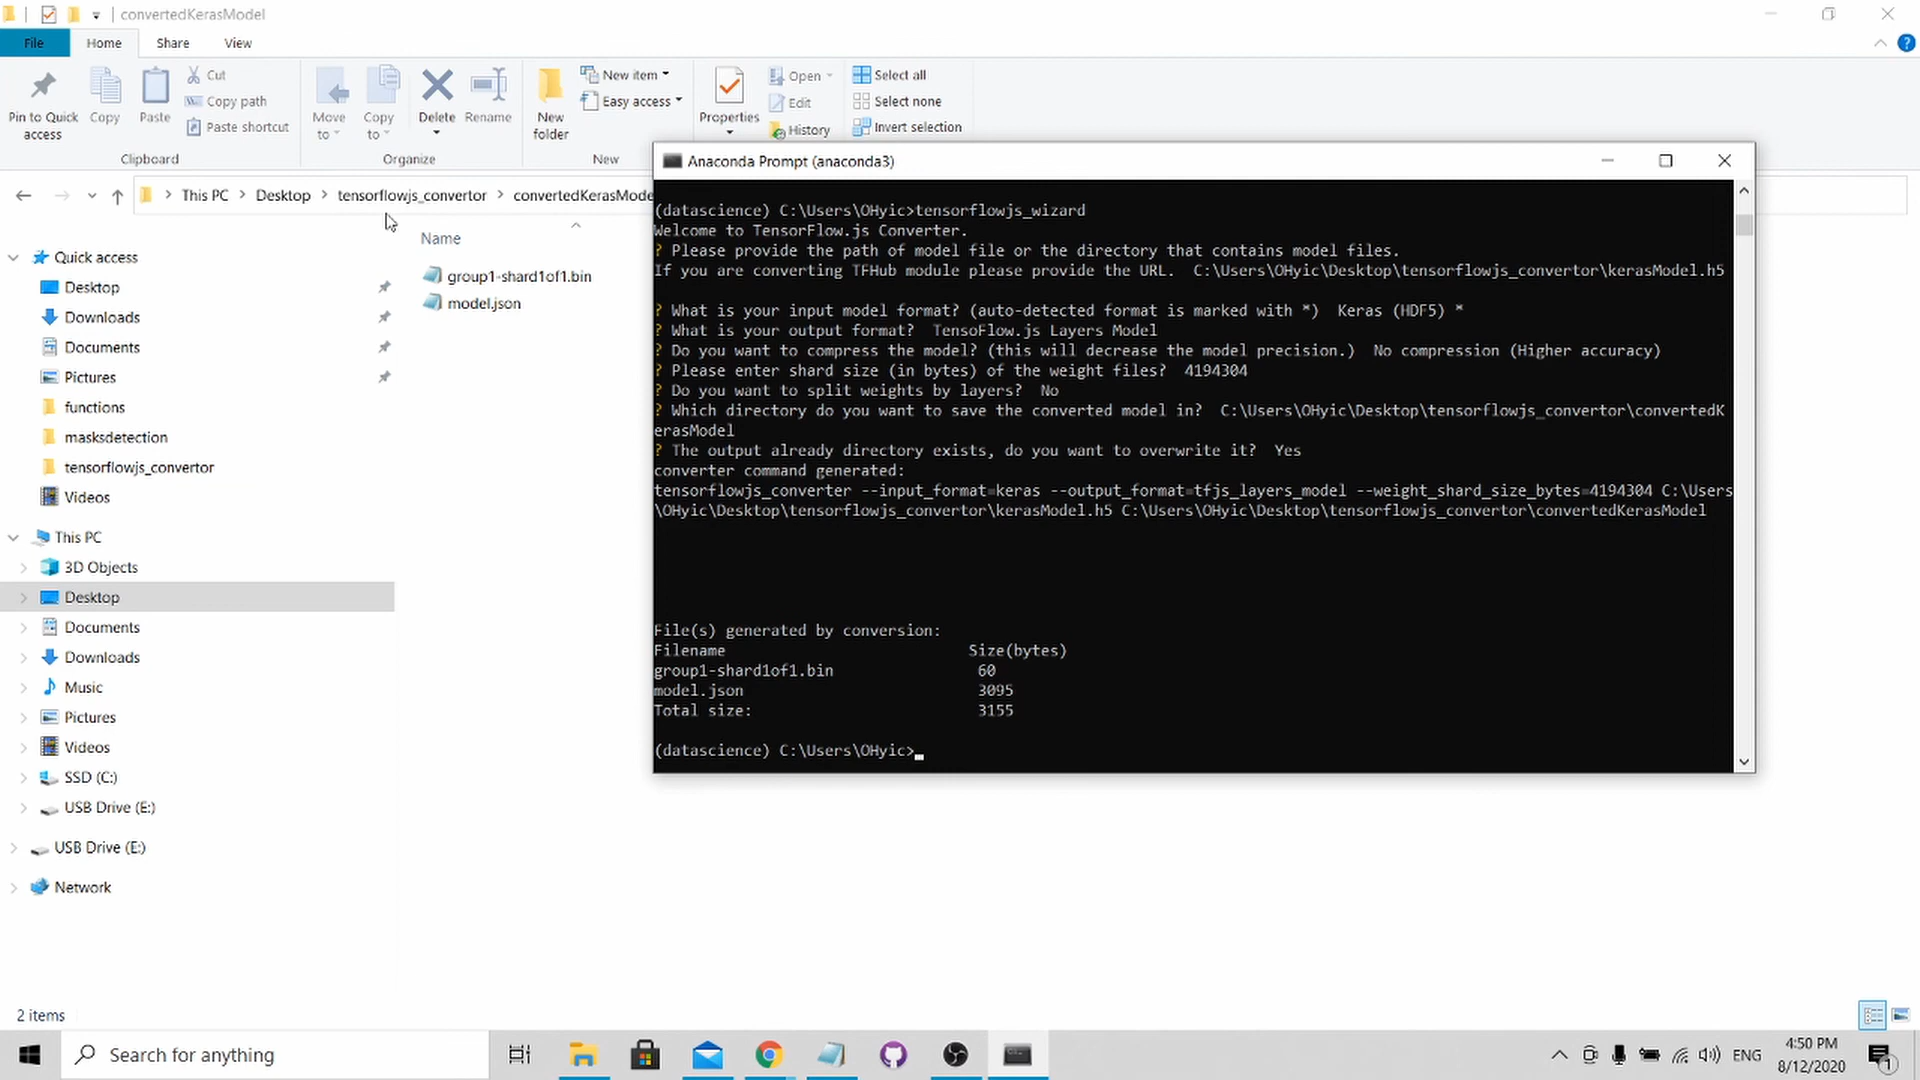 convertedKerasModel
File
Home
Share
View
Pin to Quick
access
Copy
Paste
Cut
Copy path
Paste shortcut
Clipboard
Move
to
Copy
to
Delete
Rename
Organize
New
folder
New item
Easy access
New
Properties
Open
Edit
History
Select all
Select none
Invert selection
This PC
Desktop
tensorflowjs_convertor
convertedKerasMode
Name
group1-shard1of1.bin
model.json
Quick access
Desktop
Downloads
Documents
Pictures
functions
masksdetection
tensorflowjs_convertor
Videos
This PC
3D Objects
Desktop
Documents
Downloads
Music
Pictures
Videos
SSD (C:)
USB Drive (E:)
USB Drive (E:)
Network
2 items
Anaconda Prompt (anaconda3)
(datascience) C:\Users\OHyic>tensorflowjs_wizard
Welcome to TensorFlow.js Converter.
? Please provide the path of model file or the directory that contains model files.
If you are converting TFHub module please provide the URL.  C:\Users\OHyic\Desktop\tensorflowjs_convertor\kerasModel.h5
? What is your input model format? (auto-detected format is marked with *)  Keras (HDF5) *
? What is your output format?  TensoFlow.js Layers Model
? Do you want to compress the model? (this will decrease the model precision.)  No compression (Higher accuracy)
? Please enter shard size (in bytes) of the weight files?  4194304
? Do you want to split weights by layers?  No
? Which directory do you want to save the converted model in?  C:\Users\OHyic\Desktop\tensorflowjs_convertor\convertedK
erasModel
? The output already directory exists, do you want to overwrite it?  Yes
converter command generated:
tensorflowjs_converter --input_format=keras --output_format=tfjs_layers_model --weight_shard_size_bytes=4194304 C:\Users
\OHyic\Desktop\tensorflowjs_convertor\kerasModel.h5 C:\Users\OHyic\Desktop\tensorflowjs_convertor\convertedKerasModel
File(s) generated by conversion:
Filename Size(bytes)
group1-shard1of1.bin 60
model.json 3095
Total size: 3155
(datascience) C:\Users\OHyic>
Search for anything
ENG
4:50 PM
8/12/2020
1